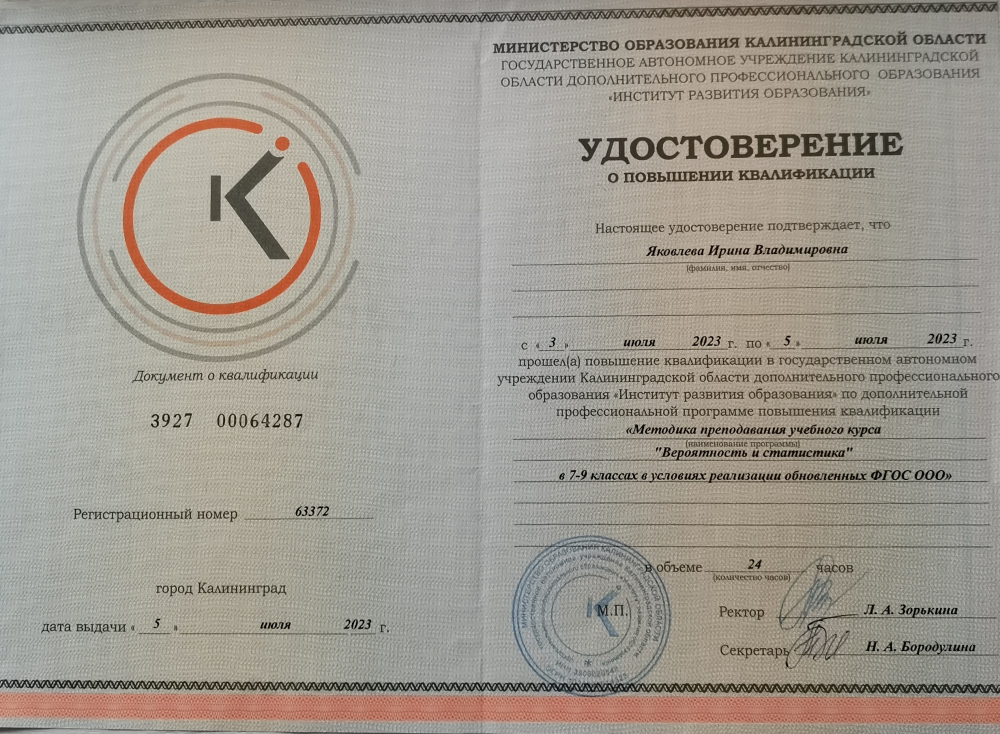 Документ о квалификации
3927 00064287
Регистрационный номер 63372
город Калининград
дата выдачи « 5 » июля 2023 г.
МИНИСТЕРСТВО ОБРАЗОВАНИЯ КАЛИНИНГРАДСКОЙ ОБЛАСТИ
ГОСУДАРСТВЕННОЕ АВТОНОМНОЕ УЧРЕЖДЕНИЕ КАЛИНИНГРАДСКОЙ
ОБЛАСТИ ДОПОЛНИТЕЛЬНОГО ПРОФЕССИОНАЛЬНОГО ОБРАЗОВАНИЯ
«ИНСТИТУТ РАЗВИТИЯ ОБРАЗОВАНИЯ»
УДОСТОВЕРЕНИЕ
О ПОВЫШЕНИИ КВАЛИФИКАЦИИ
Настоящее удостоверение подтверждает, что
Яковлева Ирина Владимировна
(фамилия, имя, отчество)
с « 3 » июля 2023 г. по « 5 » июля 2023 г.
прошел(а) повышение квалификации в государственном автономном
учреждении Калининградской области дополнительного профессионального
образования «Институт развития образования» по дополнительной
профессиональной программе повышения квалификации
«Методика преподавания учебного курса
(наименование программы)
"Вероятность и статистика"
в 7-9 классах в условиях реализации обновленных ФГОС ООО»
в объеме 24 часов
(количество часов)
М.П.
Ректор Л. А. Зорькина
Секретарь Н. А. Бородулина
МИНИСТЕРСТВО ОБРАЗОВАНИЯ КАЛИНИНГРАДСКОЙ ОБЛАСТИ